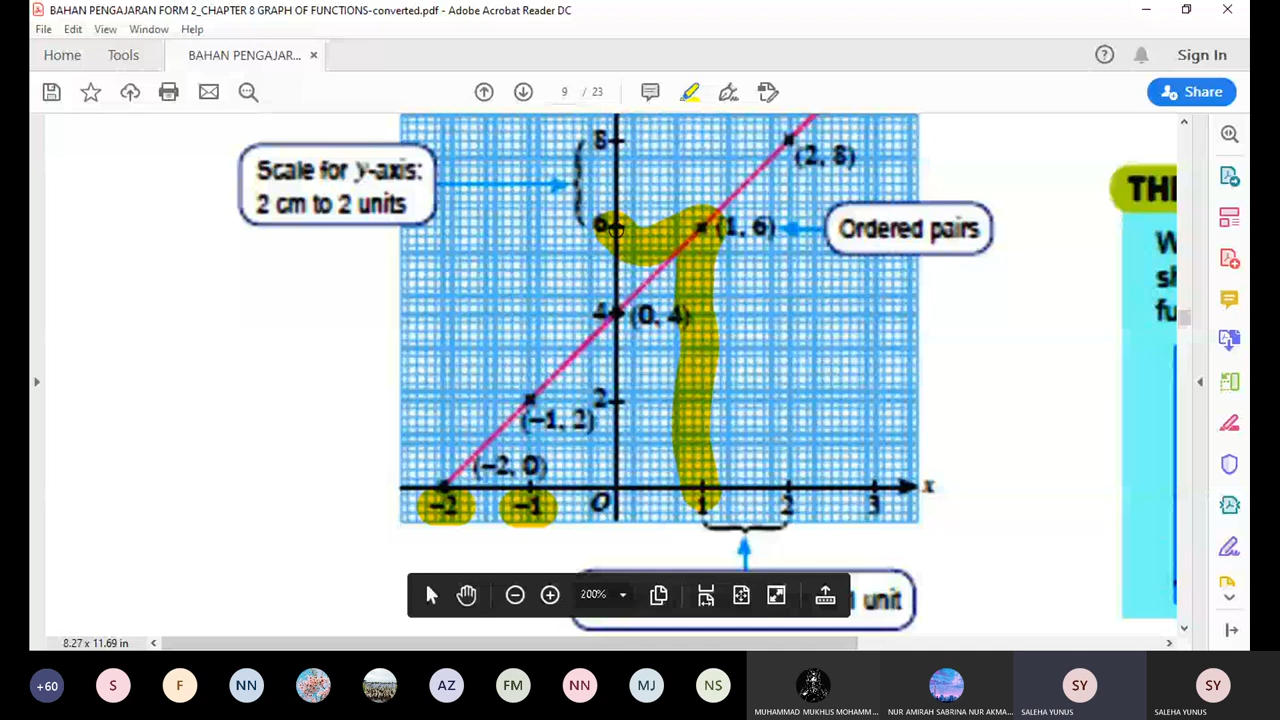 BAHAN PENGAJARAN FORM 2_CHAPTER 8 GRAPH OF FUNCTIONS-converted.pdf - Adobe Acrobat Reader DC
File Edit View Window Help
Home Tools BAHAN PENGAJAR... ×
? Sign In
9 / 23
Share
Scale for y-axis:
2 cm to 2 units
8
(2, 8)
6
(1, 6)
Ordered pairs
4
(0, 4)
2
(−1, 2)
(−2, 0)
x
−2 −1 O 1 2 3
200%
1 unit
8.27 x 11.69 in
+60 S F NN AZ FM NN MJ NS SY SY
MUHAMMAD MUKHLIS MOHAMM... NUR AMIRAH SABRINA NUR AKMA... SALEHA YUNUS SALEHA YUNUS